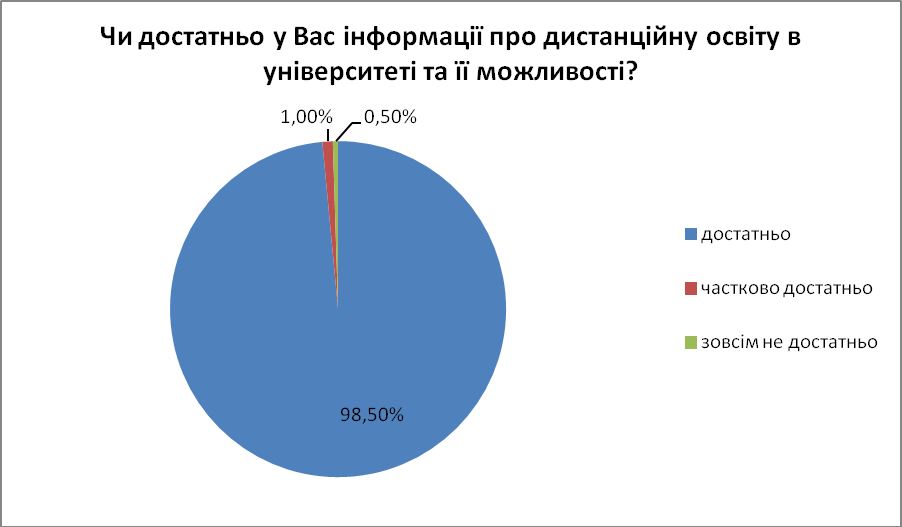 Чи достатньо у Вас інформації про дистанційну освіту в
університеті та її можливості?
1,00%
0,50%
достатньо
частково достатньо
зовсім не достатньо
98,50%